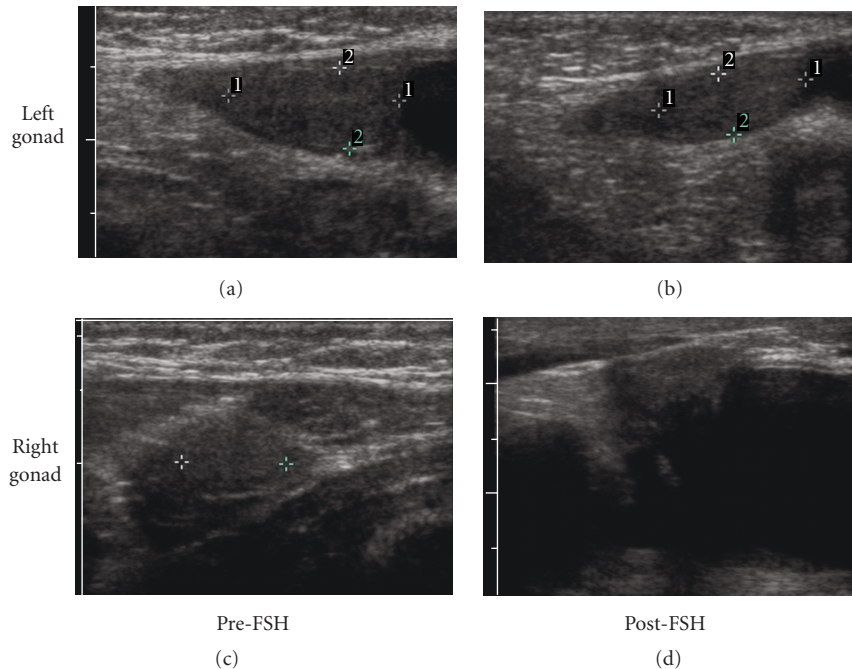 Left
gonad
1
2
1
2
2
1
1
2
(a)
(b)
Right
gonad
Pre-FSH
Post-FSH
(c)
(d)